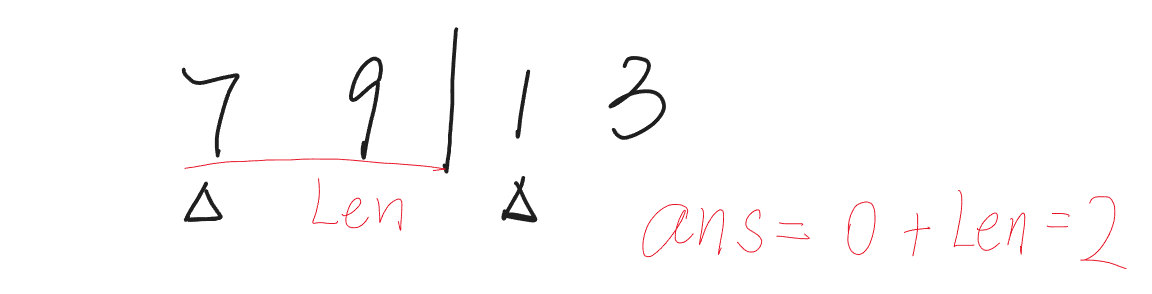 7 9 | 1 3
Δ Len Δ
ans = 0 + Len = 2